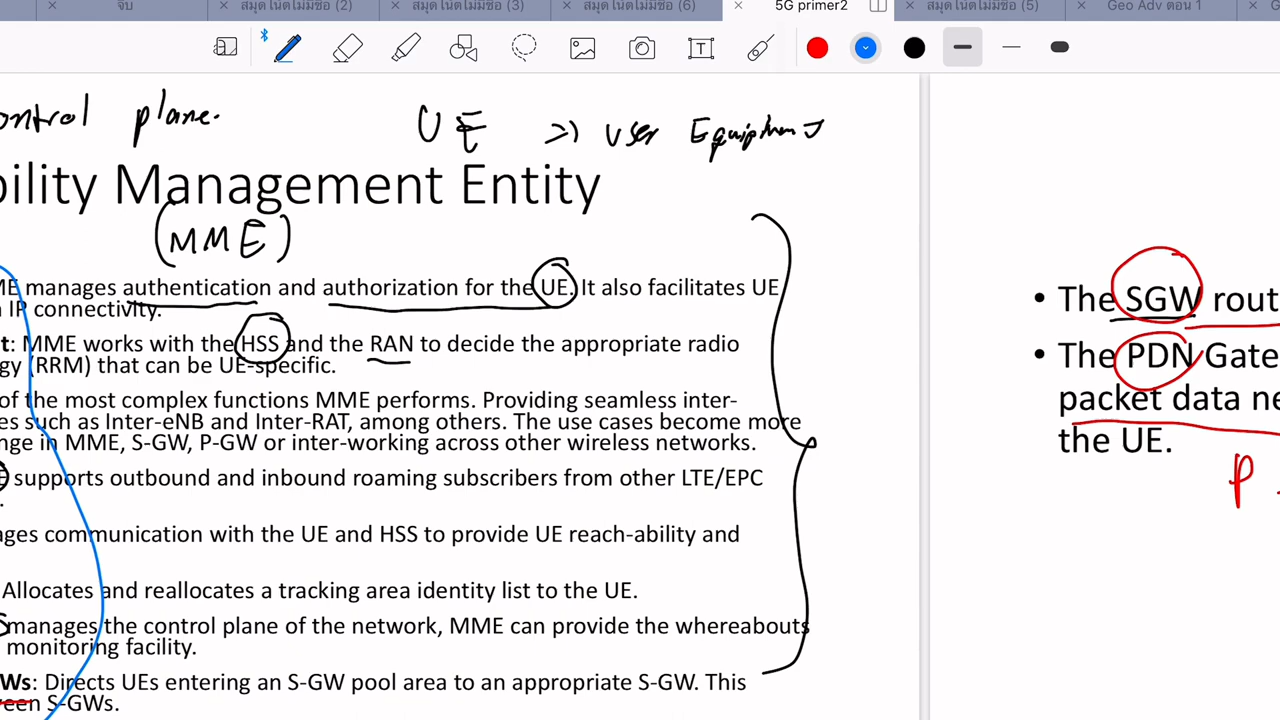 จีบ
สมุดโน้ตไม่มีชื่อ (2)
สมุดโน้ตไม่มีชื่อ (3)
สมุดโน้ตไม่มีชื่อ (6)
5G primer2
สมุดโน้ตไม่มีชื่อ (5)
Geo Adv ตอน 1
G
ontrol plane.
UE => User Equipment
bility Management Entity
(MME)
ME manages authentication and authorization for the UE. It also facilitates UE
IP connectivity.
t: MME works with the HSS and the RAN to decide the appropriate radio
gy (RRM) that can be UE-specific.
of the most complex functions MME performs. Providing seamless inter-
es such as Inter-eNB and Inter-RAT, among others. The use cases become more
nge in MME, S-GW, P-GW or inter-working across other wireless networks.
E supports outbound and inbound roaming subscribers from other LTE/EPC
.
ages communication with the UE and HSS to provide UE reach-ability and
Allocates and reallocates a tracking area identity list to the UE.
S manages the control plane of the network, MME can provide the whereabouts
monitoring facility.
Ws: Directs UEs entering an S-GW pool area to an appropriate S-GW. This
een S-GWs.
• The SGW rout
• The PDN Gate
packet data ne
the UE.
P